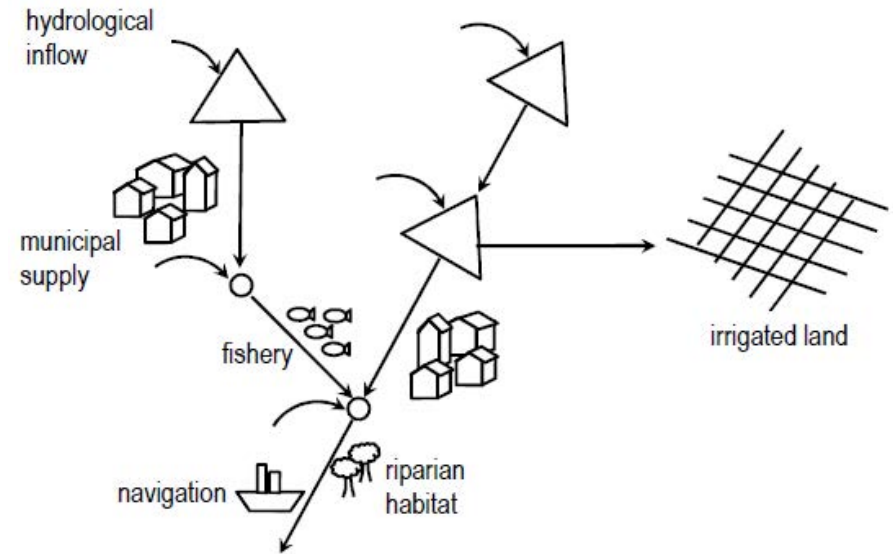 hydrological
inflow
municipal
supply
fishery
irrigated land
navigation
riparian
habitat